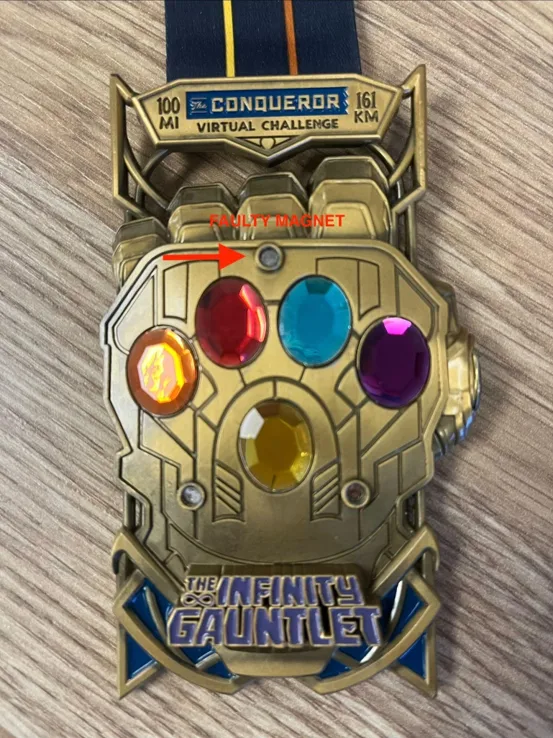 100 MI
The CONQUEROR
161 KM
VIRTUAL CHALLENGE
FAULTY MAGNET
THE INFINITY
GAUNTLET